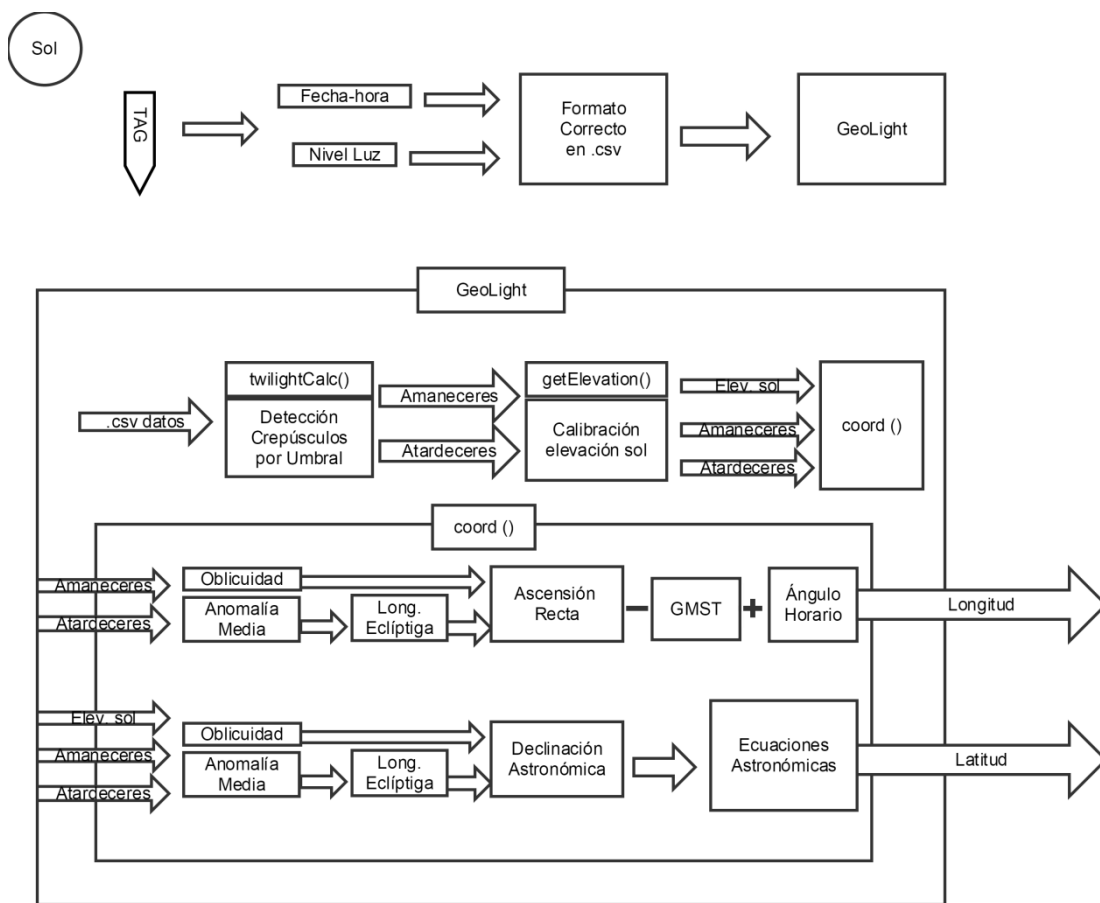 Sol
TAG
Fecha-hora
Nivel Luz
Formato
Correcto
en .csv
GeoLight
GeoLight
.csv datos
twilightCalc()
Detección
Crepúsculos
por Umbral
Amaneceres
Atardeceres
getElevation()
Calibración
elevación sol
Elev. sol
Amaneceres
Atardeceres
coord ()
coord ()
Amaneceres
Atardeceres
Oblicuidad
Anomalía
Media
Long.
Eclíptiga
Ascensión
Recta
−
GMST
+
Ángulo
Horario
Longitud
Elev. sol
Amaneceres
Atardeceres
Oblicuidad
Anomalía
Media
Long.
Eclíptiga
Declinación
Astronómica
Ecuaciones
Astronómicas
Latitud